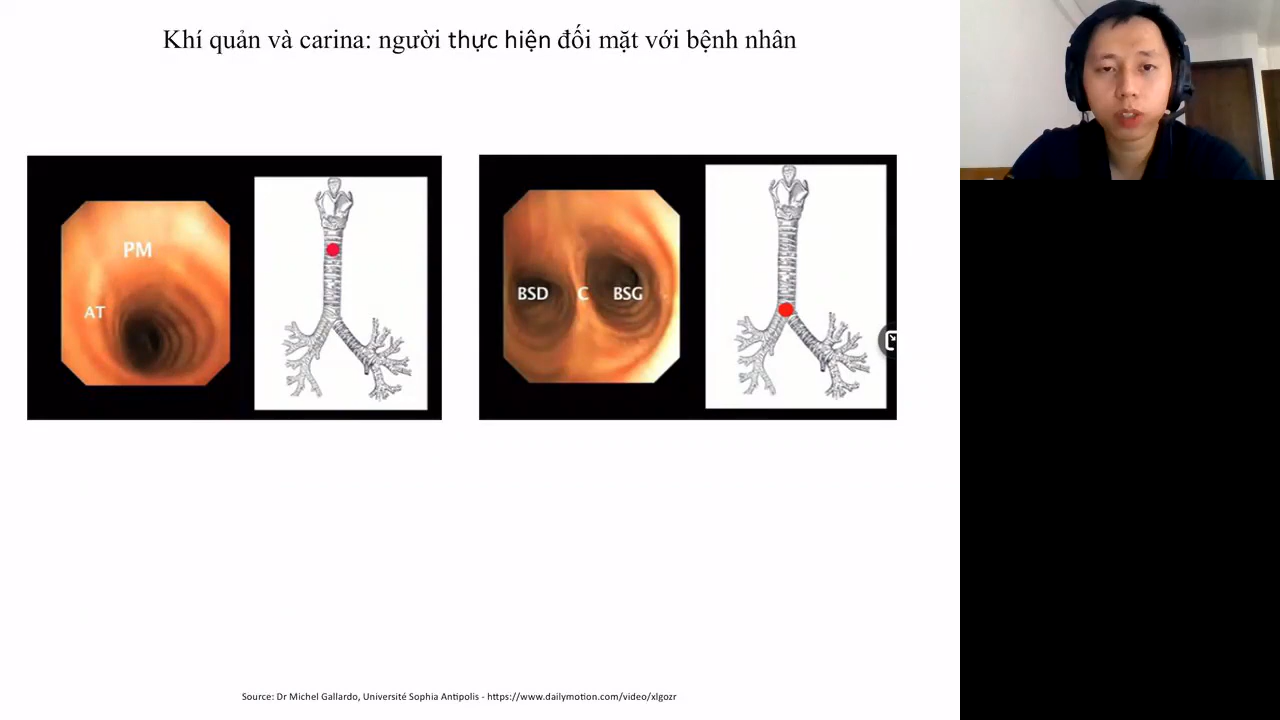 Khí quản và carina: người thực hiện đối mặt với bệnh nhân
PM
AT
BSD C BSG
Source: Dr Michel Gallardo, Université Sophia Antipolis - https://www.dailymotion.com/video/xlgozr